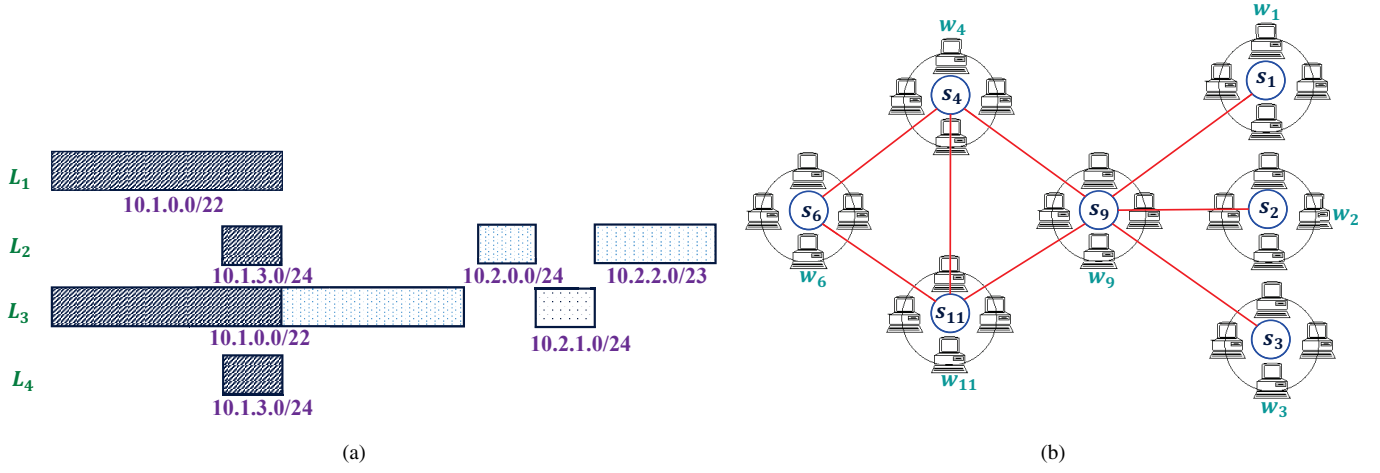 L₁
10.1.0.0/22
L₂
10.1.3.0/24
10.2.0.0/24
10.2.2.0/23
L₃
10.1.0.0/22
10.2.1.0/24
L₄
10.1.3.0/24
(a)
w₄
w₁
s₄
s₁
s₆
s₉
s₂
w₂
w₆
w₉
s₁₁
s₃
w₁₁
w₃
(b)